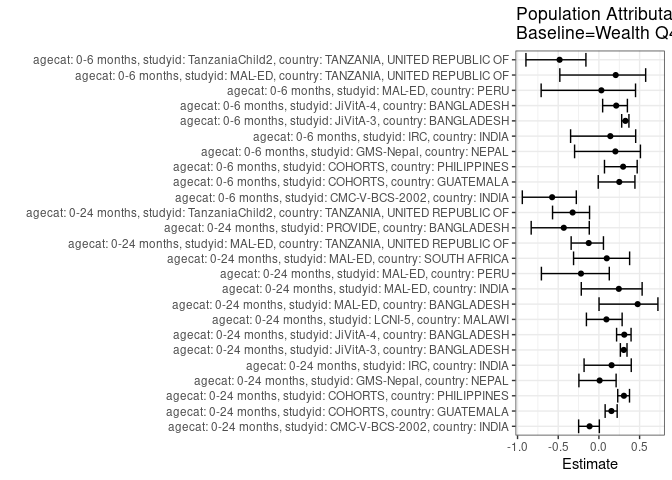 Population Attributa
Baseline=Wealth Q4
agecat: 0-6 months, studyid: TanzaniaChild2, country: TANZANIA, UNITED REPUBLIC OF
agecat: 0-6 months, studyid: MAL-ED, country: TANZANIA, UNITED REPUBLIC OF
agecat: 0-6 months, studyid: MAL-ED, country: PERU
agecat: 0-6 months, studyid: JiVitA-4, country: BANGLADESH
agecat: 0-6 months, studyid: JiVitA-3, country: BANGLADESH
agecat: 0-6 months, studyid: IRC, country: INDIA
agecat: 0-6 months, studyid: GMS-Nepal, country: NEPAL
agecat: 0-6 months, studyid: COHORTS, country: PHILIPPINES
agecat: 0-6 months, studyid: COHORTS, country: GUATEMALA
agecat: 0-6 months, studyid: CMC-V-BCS-2002, country: INDIA
agecat: 0-24 months, studyid: TanzaniaChild2, country: TANZANIA, UNITED REPUBLIC OF
agecat: 0-24 months, studyid: PROVIDE, country: BANGLADESH
agecat: 0-24 months, studyid: MAL-ED, country: TANZANIA, UNITED REPUBLIC OF
agecat: 0-24 months, studyid: MAL-ED, country: SOUTH AFRICA
agecat: 0-24 months, studyid: MAL-ED, country: PERU
agecat: 0-24 months, studyid: MAL-ED, country: INDIA
agecat: 0-24 months, studyid: MAL-ED, country: BANGLADESH
agecat: 0-24 months, studyid: LCNI-5, country: MALAWI
agecat: 0-24 months, studyid: JiVitA-4, country: BANGLADESH
agecat: 0-24 months, studyid: JiVitA-3, country: BANGLADESH
agecat: 0-24 months, studyid: IRC, country: INDIA
agecat: 0-24 months, studyid: GMS-Nepal, country: NEPAL
agecat: 0-24 months, studyid: COHORTS, country: PHILIPPINES
agecat: 0-24 months, studyid: COHORTS, country: GUATEMALA
agecat: 0-24 months, studyid: CMC-V-BCS-2002, country: INDIA
-1.0 -0.5 0.0 0.5
Estimate